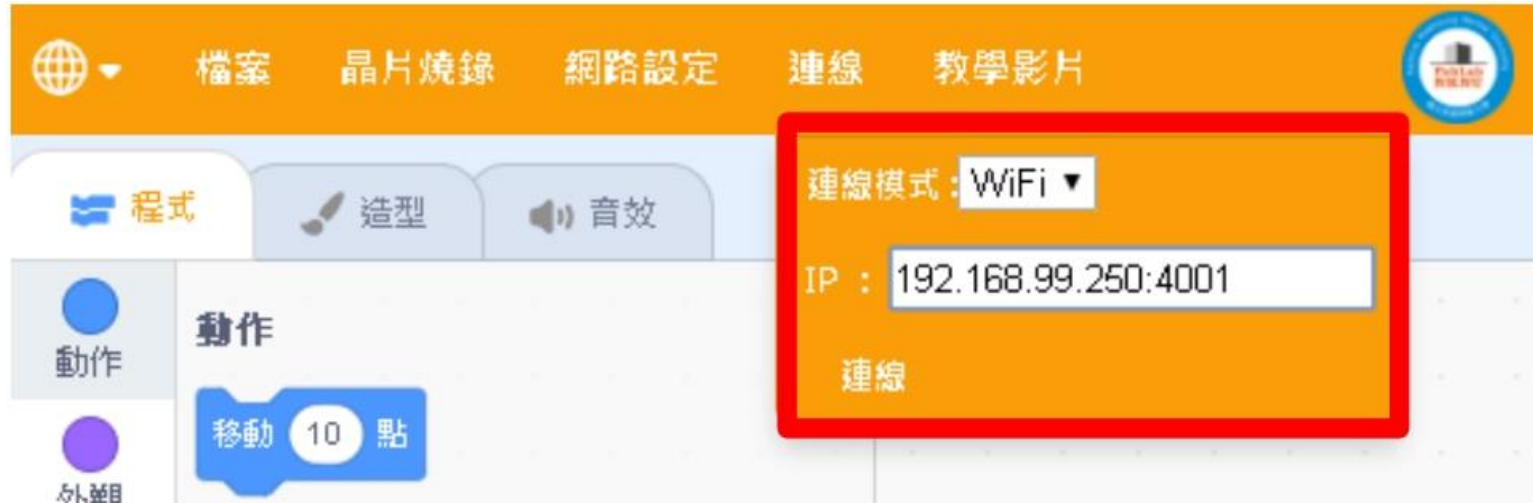 檔案 晶片燒錄 網路設定 連線 教學影片
程式 造型 音效
連線模式：WiFi
IP ： 192.168.99.250:4001
連線
動作
動作
移動 10 點
外觀